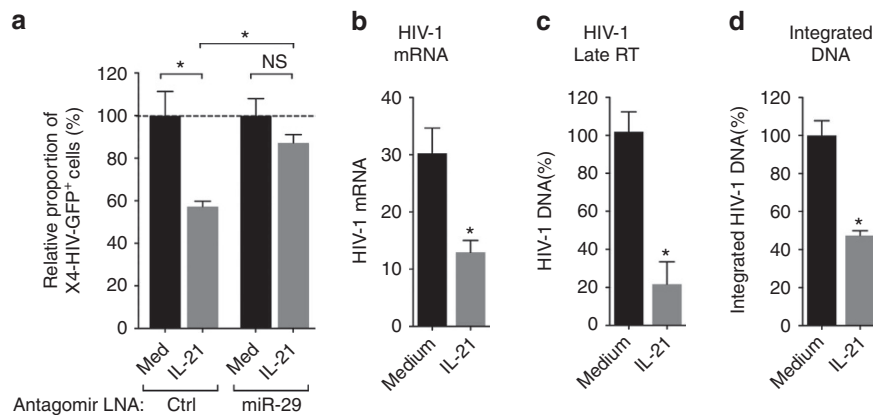 a
Relative proportion of
X4-HIV-GFP+ cells (%)
120
100
80
60
40
20
0
*
*
NS
Med
IL-21
Med
IL-21
Antagomir LNA:
Ctrl
miR-29
b
HIV-1
mRNA
HIV-1 mRNA
40
30
20
10
0
*
Medium
IL-21
c
HIV-1
Late RT
HIV-1 DNA(%)
120
100
80
60
40
20
0
*
Medium
IL-21
d
Integrated
DNA
Integrated HIV-1 DNA(%)
120
100
80
60
40
20
0
*
Medium
IL-21